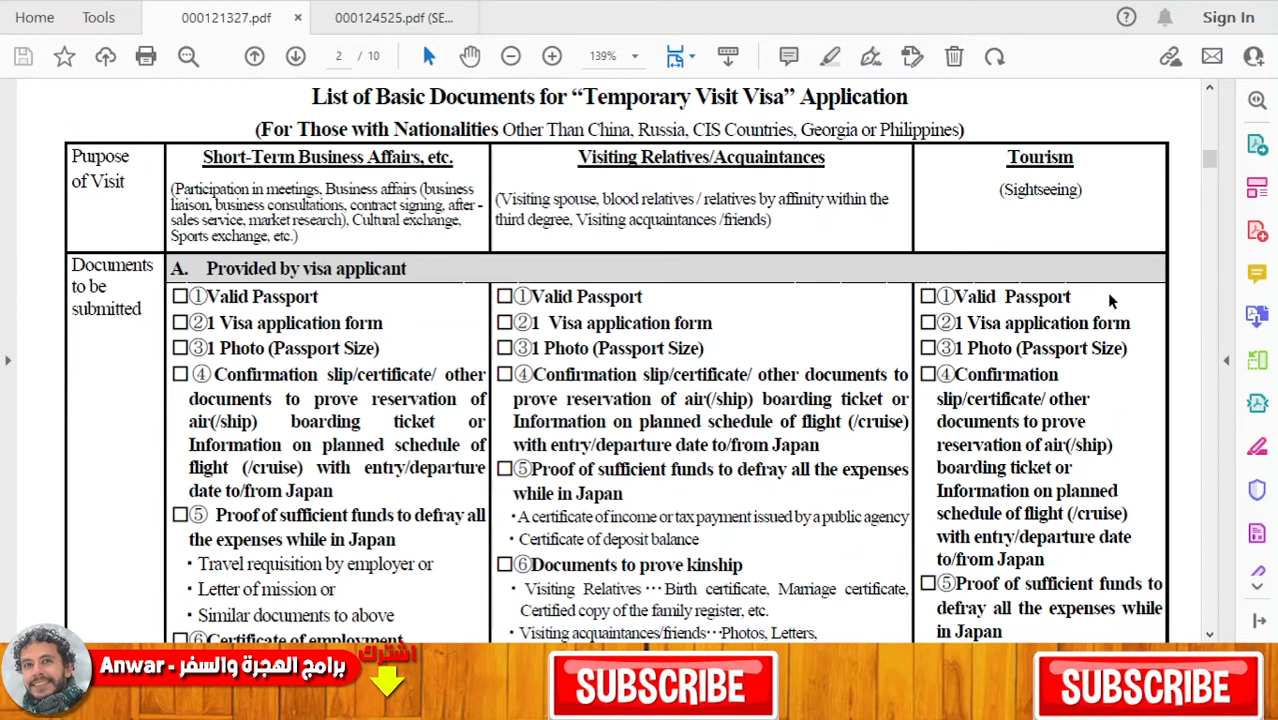 Home
Tools
000121327.pdf
×
000124525.pdf (SE...
Sign In
2 / 10
139%
List of Basic Documents for “Temporary Visit Visa” Application
(For Those with Nationalities Other Than China, Russia, CIS Countries, Georgia or Philippines)
Purpose
of Visit
Short-Term Business Affairs, etc.
(Participation in meetings, Business affairs (business
liaison, business consultations, contract signing, after -
sales service, market research), Cultural exchange,
Sports exchange, etc.)
Visiting Relatives/Acquaintances
(Visiting spouse, blood relatives / relatives by affinity within the
third degree, Visiting acquaintances /friends)
Tourism
(Sightseeing)
Documents
to be
submitted
A. Provided by visa applicant
☐①Valid Passport
☐②1 Visa application form
☐③1 Photo (Passport Size)
☐④ Confirmation slip/certificate/ other
documents to prove reservation of
air(/ship) boarding ticket or
Information on planned schedule of
flight (/cruise) with entry/departure
date to/from Japan
☐⑤ Proof of sufficient funds to defray all
the expenses while in Japan
・Travel requisition by employer or
・Letter of mission or
・Similar documents to above
☐⑥Certificate of employment
☐①Valid Passport
☐②1 Visa application form
☐③1 Photo (Passport Size)
☐④Confirmation slip/certificate/ other documents to
prove reservation of air(/ship) boarding ticket or
Information on planned schedule of flight (/cruise)
with entry/departure date to/from Japan
☐⑤Proof of sufficient funds to defray all the expenses
while in Japan
・A certificate of income or tax payment issued by a public agency
・Certificate of deposit balance
☐⑥Documents to prove kinship
・Visiting Relatives･･･Birth certificate, Marriage certificate,
Certified copy of the family register, etc.
・Visiting acquaintances/friends･･･Photos, Letters,
☐①Valid Passport
☐②1 Visa application form
☐③1 Photo (Passport Size)
☐④Confirmation
slip/certificate/ other
documents to prove
reservation of air(/ship)
boarding ticket or
Information on planned
schedule of flight (/cruise)
with entry/departure date
to/from Japan
☐⑤Proof of sufficient funds to
defray all the expenses while
in Japan
برامج الهجرة والسفر - Anwar
اشترك
SUBSCRIBE
SUBSCRIBE